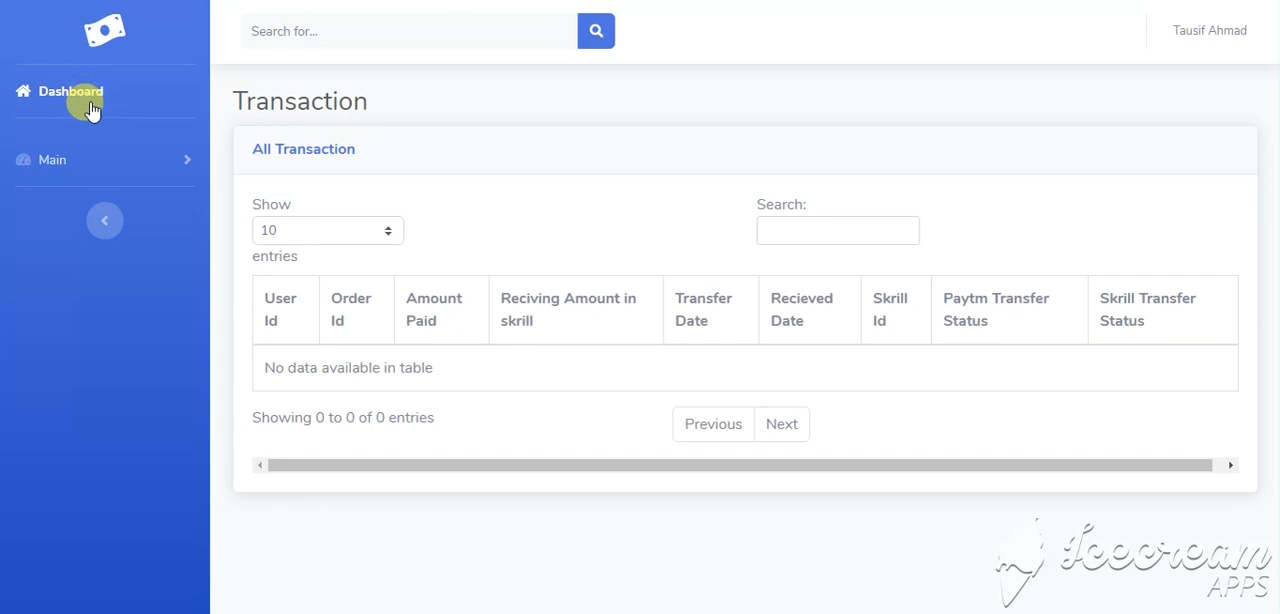 Search for...
Tausif Ahmad
Dashboard
Main
Transaction
All Transaction
Show
10
entries
Search:
User Id
Order Id
Amount Paid
Reciving Amount in skrill
Transfer Date
Recieved Date
Skrill Id
Paytm Transfer Status
Skrill Transfer Status
No data available in table
Showing 0 to 0 of 0 entries
Previous
Next
Icecream
APPS